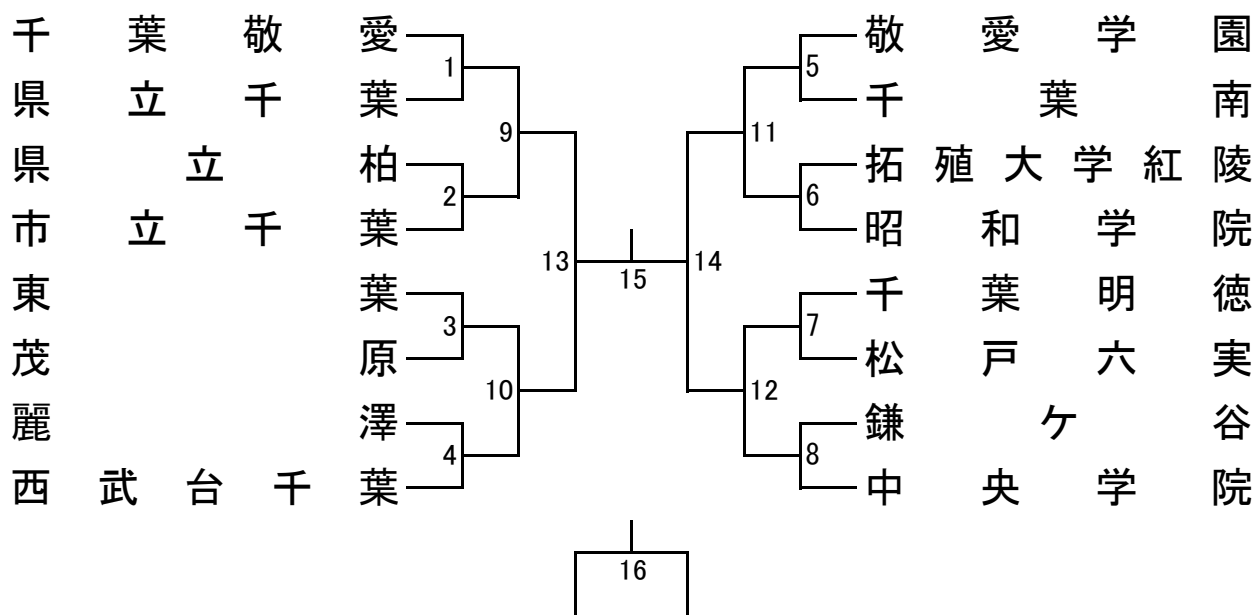 千葉敬愛
1
県立千葉
9
県立柏
2
市立千葉
13
東葉
3
茂原
10
麗澤
4
西武台千葉
15
敬愛学園
5
千葉南
11
拓殖大学紅陵
6
昭和学院
14
千葉明徳
7
松戸六実
12
鎌ケ谷
8
中央学院
16